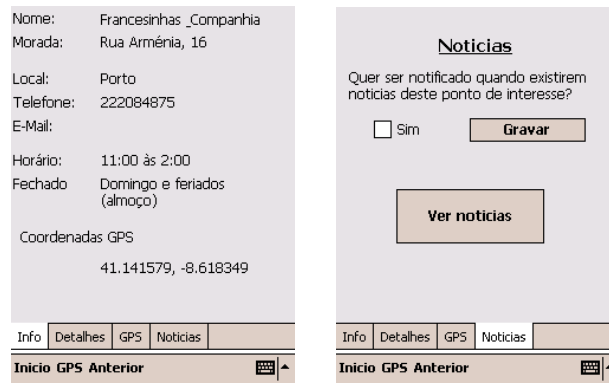 Nome: Francesinhas _Companhia
Morada: Rua Arménia, 16
Local: Porto
Telefone: 222084875
E-Mail:
Horário: 11:00 às 2:00
Fechado Domingo e feriados
(almoço)
Coordenadas GPS
41.141579, -8.618349
Info Detalhes GPS Noticias
Inicio GPS Anterior
Noticias
Quer ser notificado quando existirem
noticias deste ponto de interesse?
Sim Gravar
Ver noticias
Info Detalhes GPS Noticias
Inicio GPS Anterior